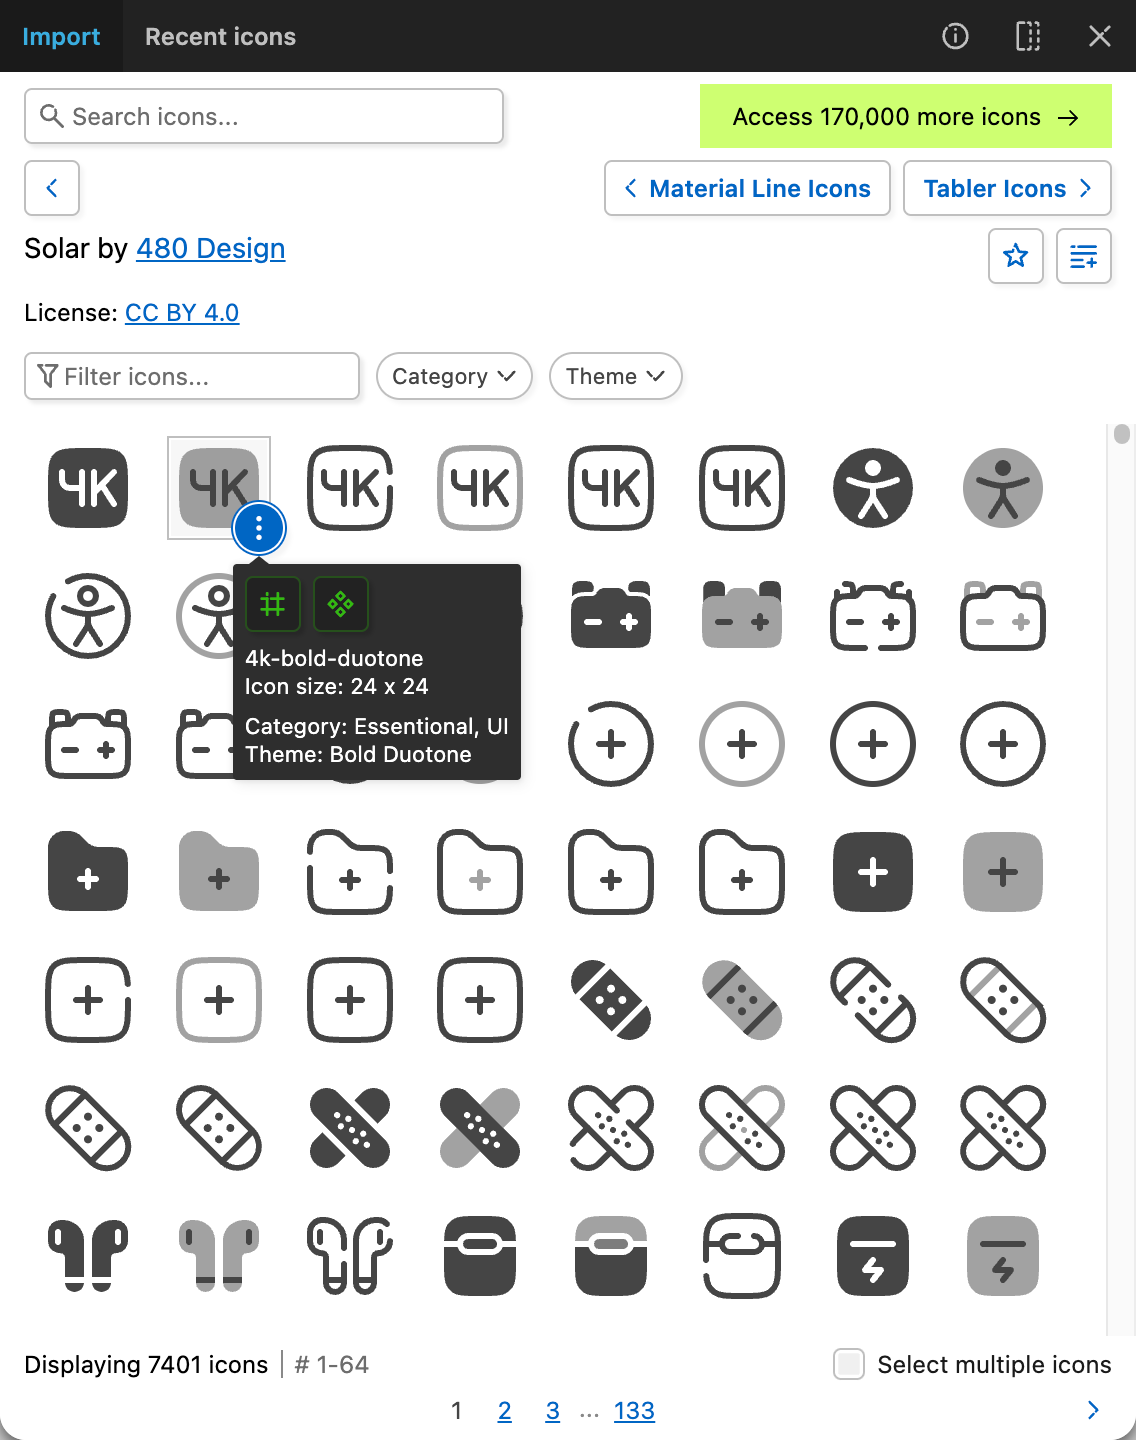 Import Recent icons
Search icons...
Access 170,000 more icons →
Material Line Icons
Tabler Icons
Solar by 480 Design
License: CC BY 4.0
Filter icons...
Category
Theme
4K 4K 4K 4K 4K 4K
4k-bold-duotone
Icon size: 24 x 24
Category: Essentional, UI
Theme: Bold Duotone
Displaying 7401 icons # 1-64
Select multiple icons
1 2 3 ... 133